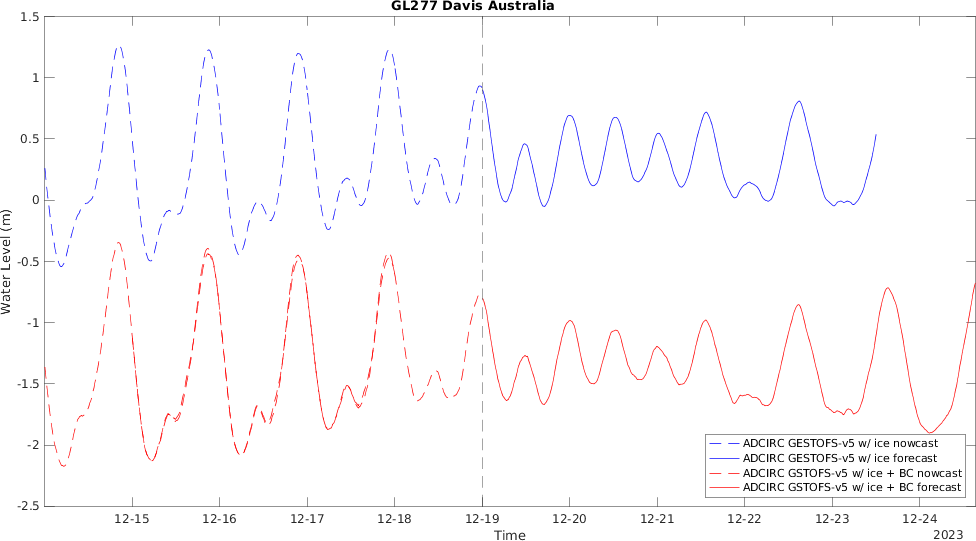 GL277 Davis Australia
1.5
1
0.5
0
-0.5
-1
-1.5
-2
-2.5
Water Level (m)
ADCIRC GESTOFS-v5 w/ ice nowcast
ADCIRC GESTOFS-v5 w/ ice forecast
ADCIRC GSTOFS-v5 w/ ice + BC nowcast
ADCIRC GSTOFS-v5 w/ ice + BC forecast
12-15 12-16 12-17 12-18 12-19 12-20 12-21 12-22 12-23 12-24
Time
2023